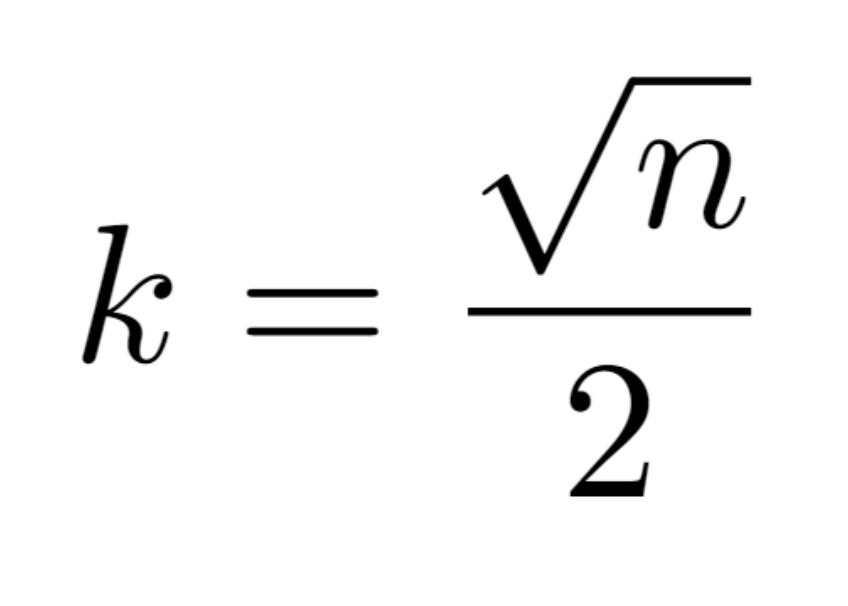 k = √n / 2